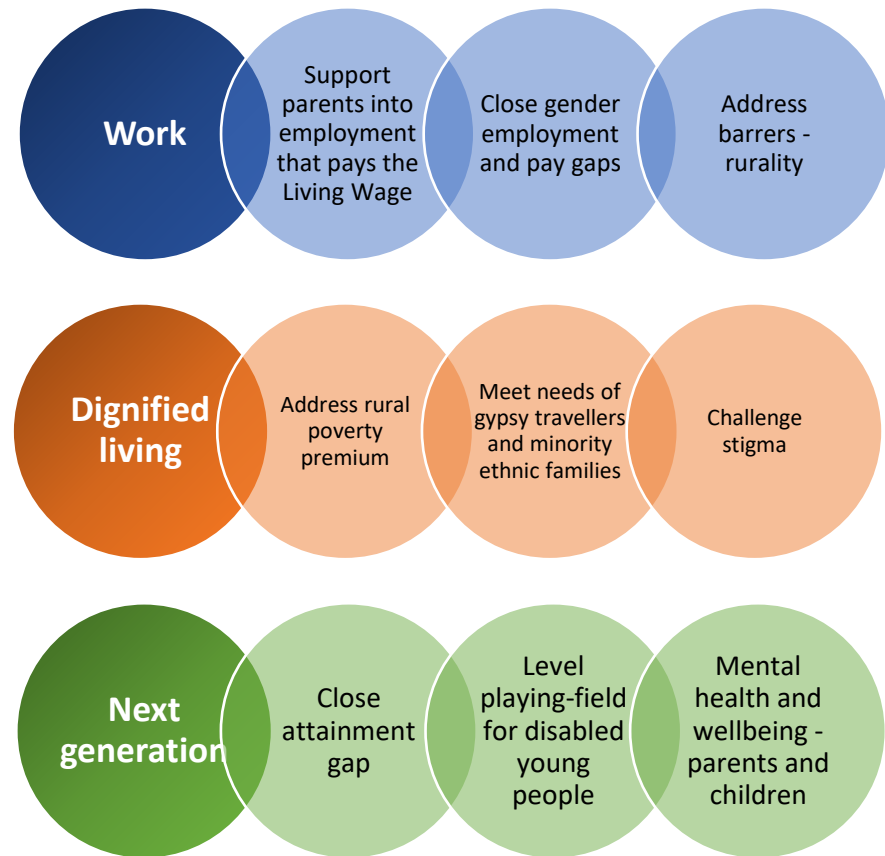 Work
Support
parents into
employment
that pays the
Living Wage
Close gender
employment
and pay gaps
Address
barriers -
rurality
Dignified
living
Address rural
poverty
premium
Meet needs of
gypsy travellers
and minority
ethnic families
Challenge
stigma
Next
generation
Close
attainment
gap
Level
playing-field
for disabled
young
people
Mental
health and
wellbeing -
parents and
children